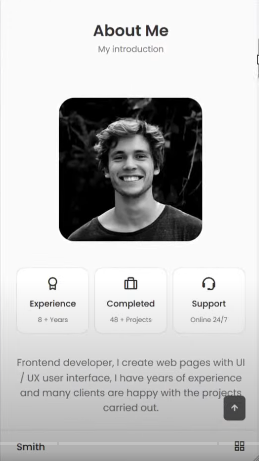 About Me
My introduction
Experience
8 + Years
Completed
48 + Projects
Support
Online 24/7
Frontend developer, I create web pages with UI
/ UX user interface, I have years of experience
and many clients are happy with the projects
carried out.
Smith